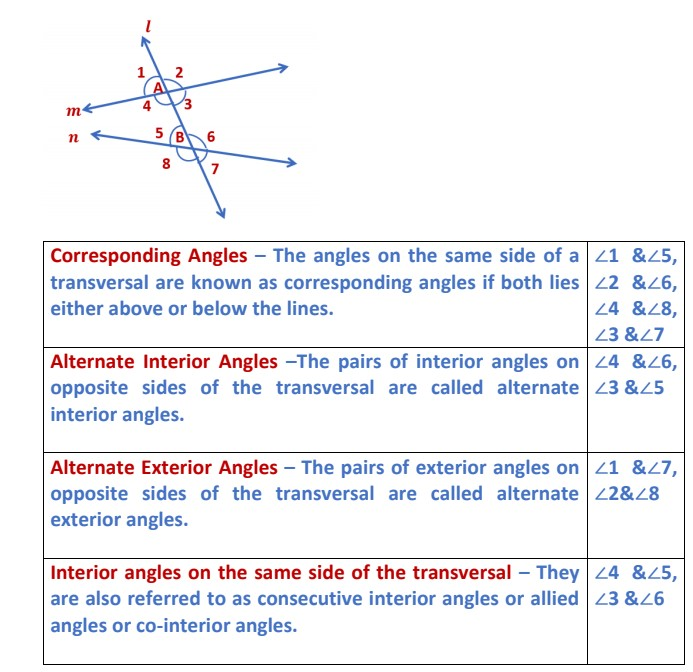 l
1 2
A
m 4 3
n 5 B 6
8 7
Corresponding Angles – The angles on the same side of a
transversal are known as corresponding angles if both lies
either above or below the lines.
∠1 &∠5,
∠2 &∠6,
∠4 &∠8,
∠3 &∠7
Alternate Interior Angles –The pairs of interior angles on
opposite sides of the transversal are called alternate
interior angles.
∠4 &∠6,
∠3 &∠5
Alternate Exterior Angles – The pairs of exterior angles on
opposite sides of the transversal are called alternate
exterior angles.
∠1 &∠7,
∠2&∠8
Interior angles on the same side of the transversal – They
are also referred to as consecutive interior angles or allied
angles or co-interior angles.
∠4 &∠5,
∠3 &∠6